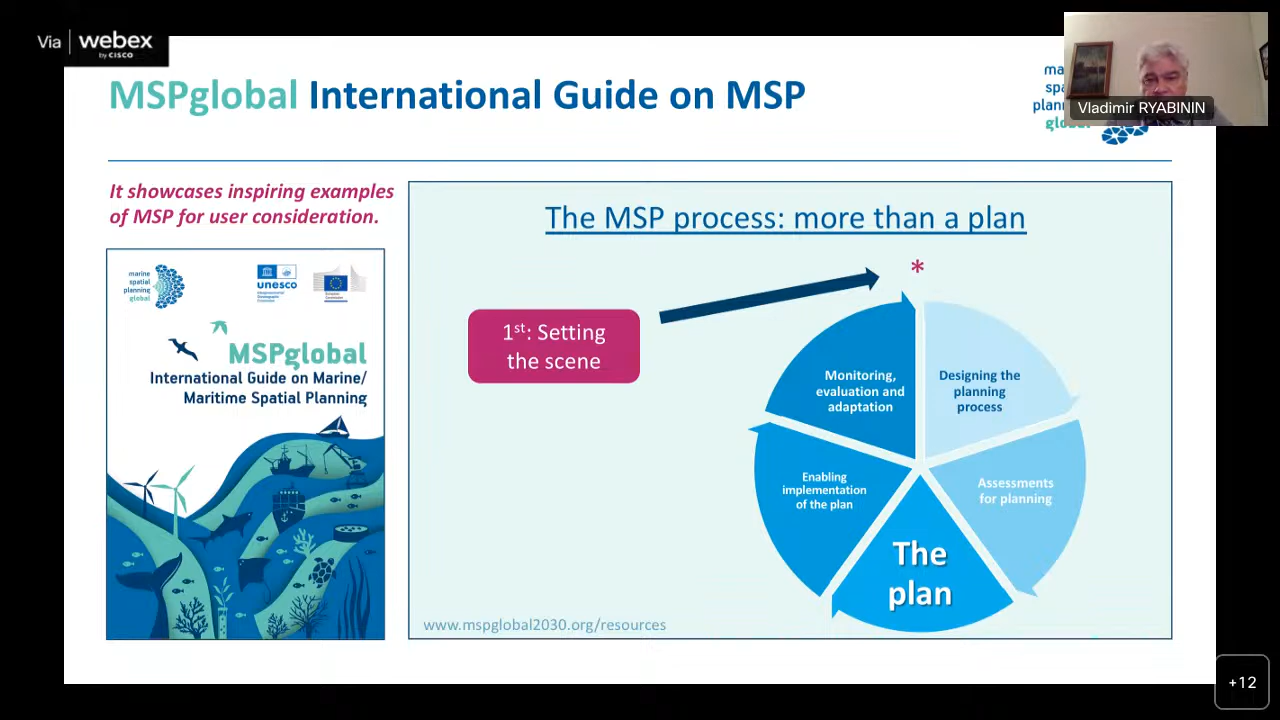 Via webex
by CISCO
MSPglobal International Guide on MSP
Vladimir RYABININ
It showcases inspiring examples
of MSP for user consideration.
marine
spatial
planning
global
unesco
MSPglobal
International Guide on Marine/
Maritime Spatial Planning
The MSP process: more than a plan
*
1st: Setting
the scene
Monitoring,
evaluation and
adaptation
Designing the
planning
process
Enabling
implementation
of the plan
Assessments
for planning
The
plan
www.mspglobal2030.org/resources
+12